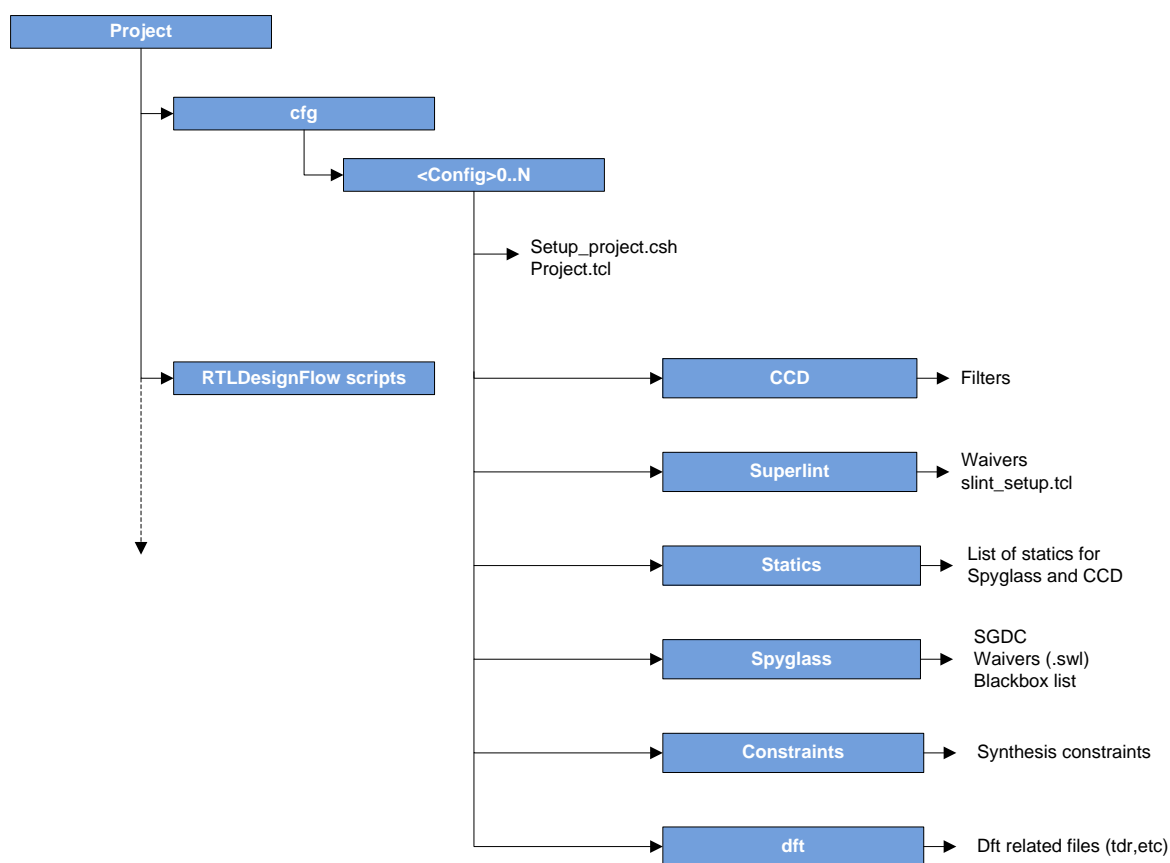 Project
cfg
<Config>0..N
Setup_project.csh
Project.tcl
RTLDesignFlow scripts
CCD
Filters
Superlint
Waivers
slint_setup.tcl
Statics
List of statics for
Spyglass and CCD
Spyglass
SGDC
Waivers (.swl)
Blackbox list
Constraints
Synthesis constraints
dft
Dft related files (tdr,etc)